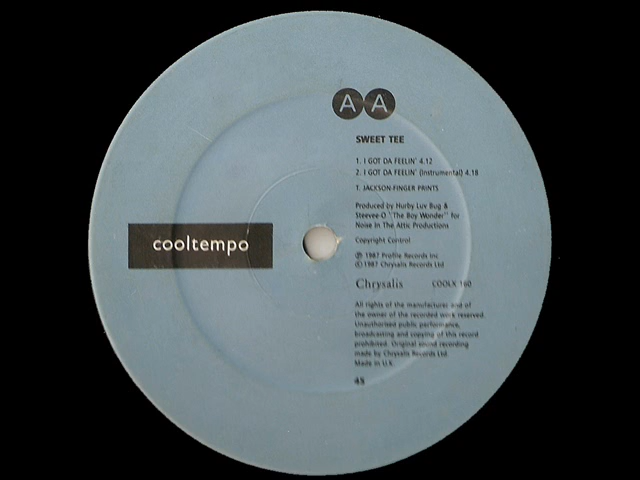 AA
SWEET TEE
1. I GOT DA FEELIN' 4.12
2. I GOT DA FEELIN' (Instrumental) 4.18
T. JACKSON-FINGER PRINTS
Produced by Hurby Luv Bug &
Steevee-O "The Boy Wonder" for
Noise In The Attic Productions
Copyright Control
℗ 1987 Profile Records Inc
© 1987 Chrysalis Records Ltd
cooltempo
Chrysalis COOLX 160
All rights of the manufacturer and of
the owner of the recorded work reserved.
Unauthorised public performance,
broadcasting and copying of this record
prohibited. Original sound recording
made by Chrysalis Records Ltd.
Made in U.K.
45